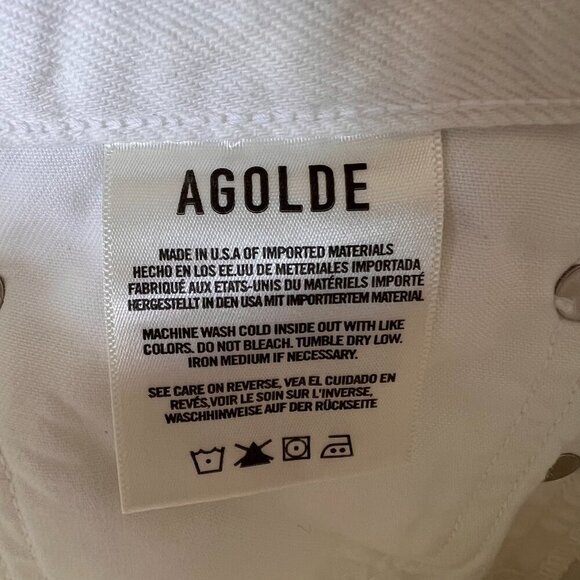 AGOLDE
MADE IN U.S.A OF IMPORTED MATERIALS
HECHO EN LOS EE.UU DE METERIALES IMPORTADA
FABRIQUÉ AUX ETATS-UNIS DU MATÉRIELS IMPORTÉ
HERGESTELLT IN DEN USA MIT IMPORTIERTEM MATERIAL
MACHINE WASH COLD INSIDE OUT WITH LIKE
COLORS. DO NOT BLEACH. TUMBLE DRY LOW.
IRON MEDIUM IF NECESSARY.
SEE CARE ON REVERSE, VEA EL CUIDADO EN
REVÉS,VOIR LE SOIN SUR L'INVERSE,
WASCHHINWEISE AUF DER RÜCKSEITE